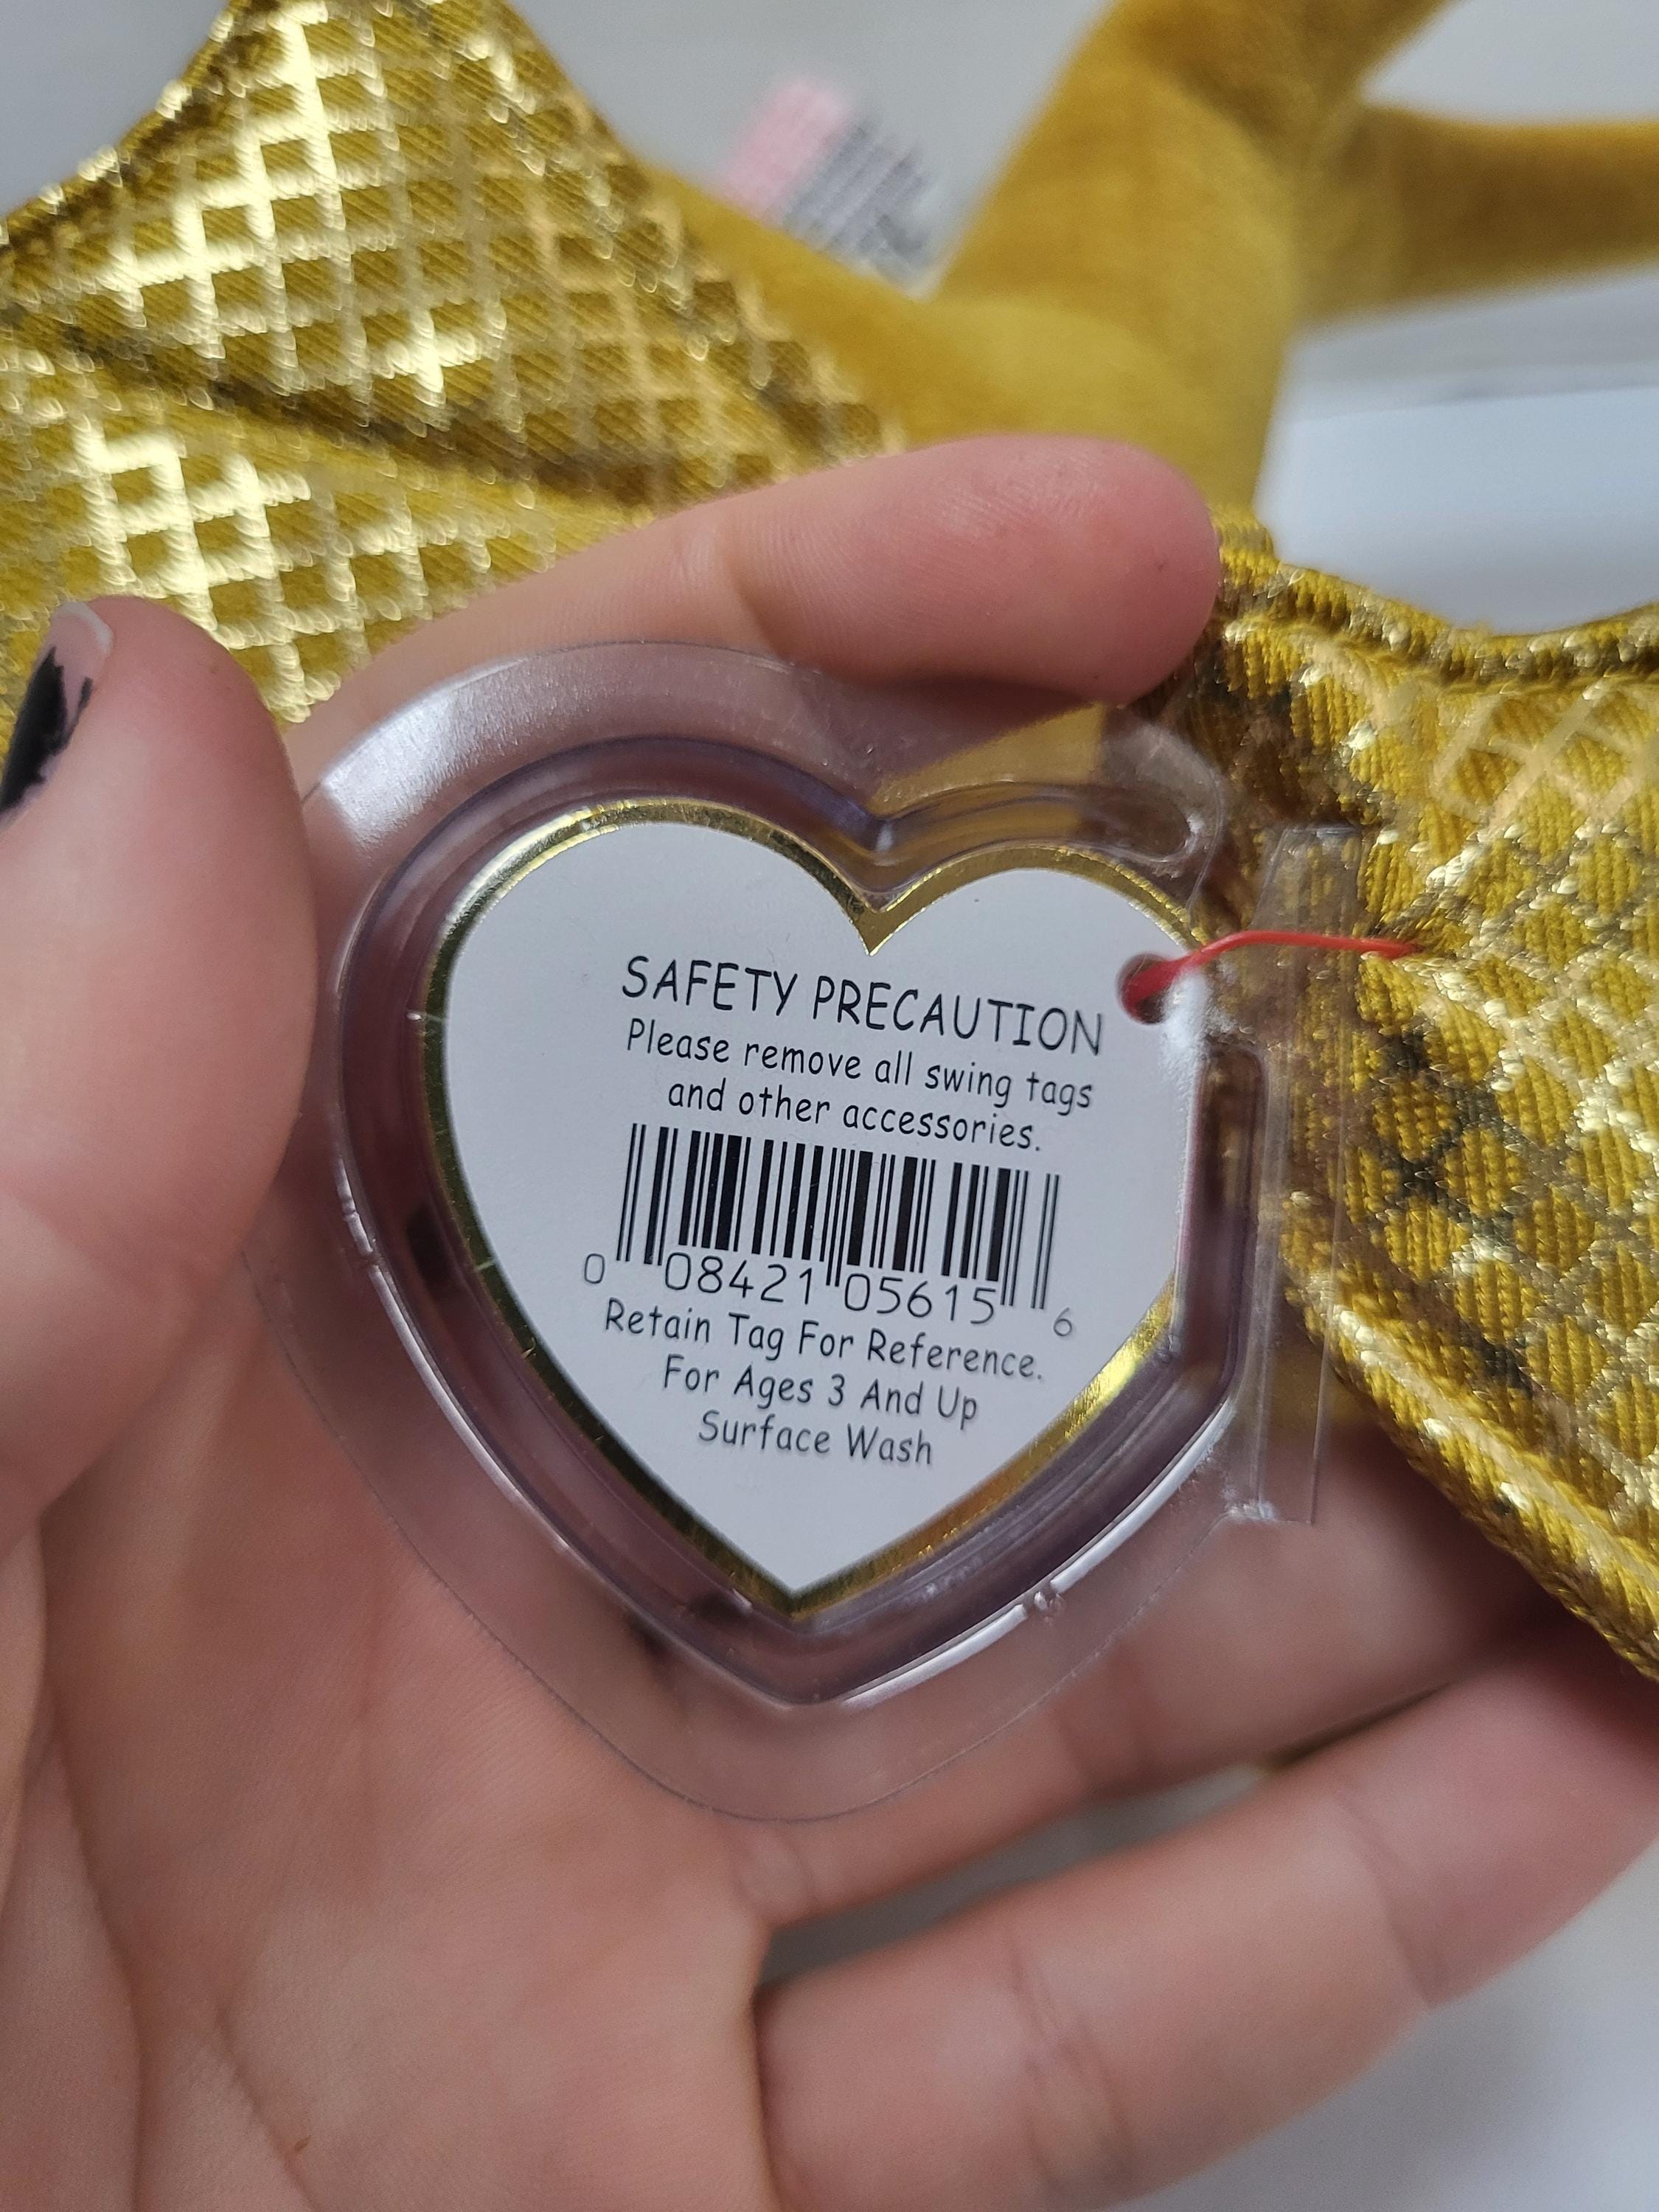 SAFETY PRECAUTION
Please remove all swing tags
and other accessories.
0 08421 05615 6
Retain Tag For Reference.
For Ages 3 And Up
Surface Wash